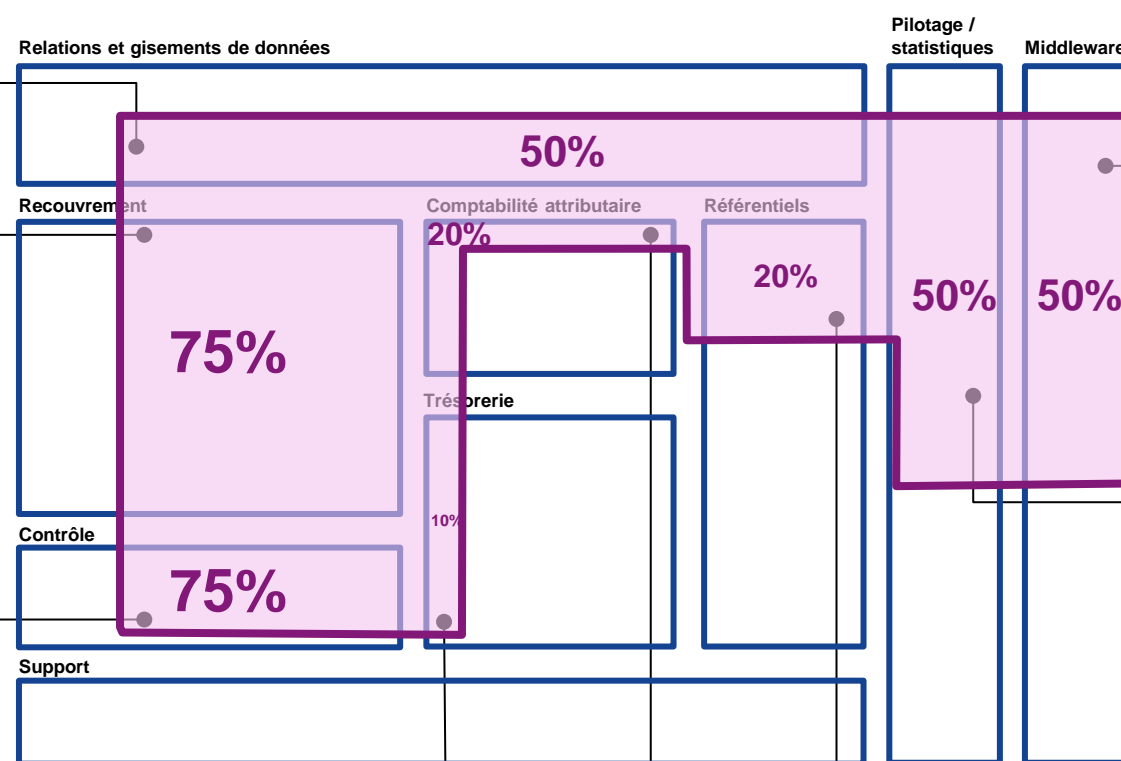 Pilotage /
statistiques
Middleware
Relations et gisements de données
50%
Recouvrement
Comptabilité attributaire
Référentiels
20%
20%
50%
50%
75%
Trésorerie
10%
Contrôle
75%
Support